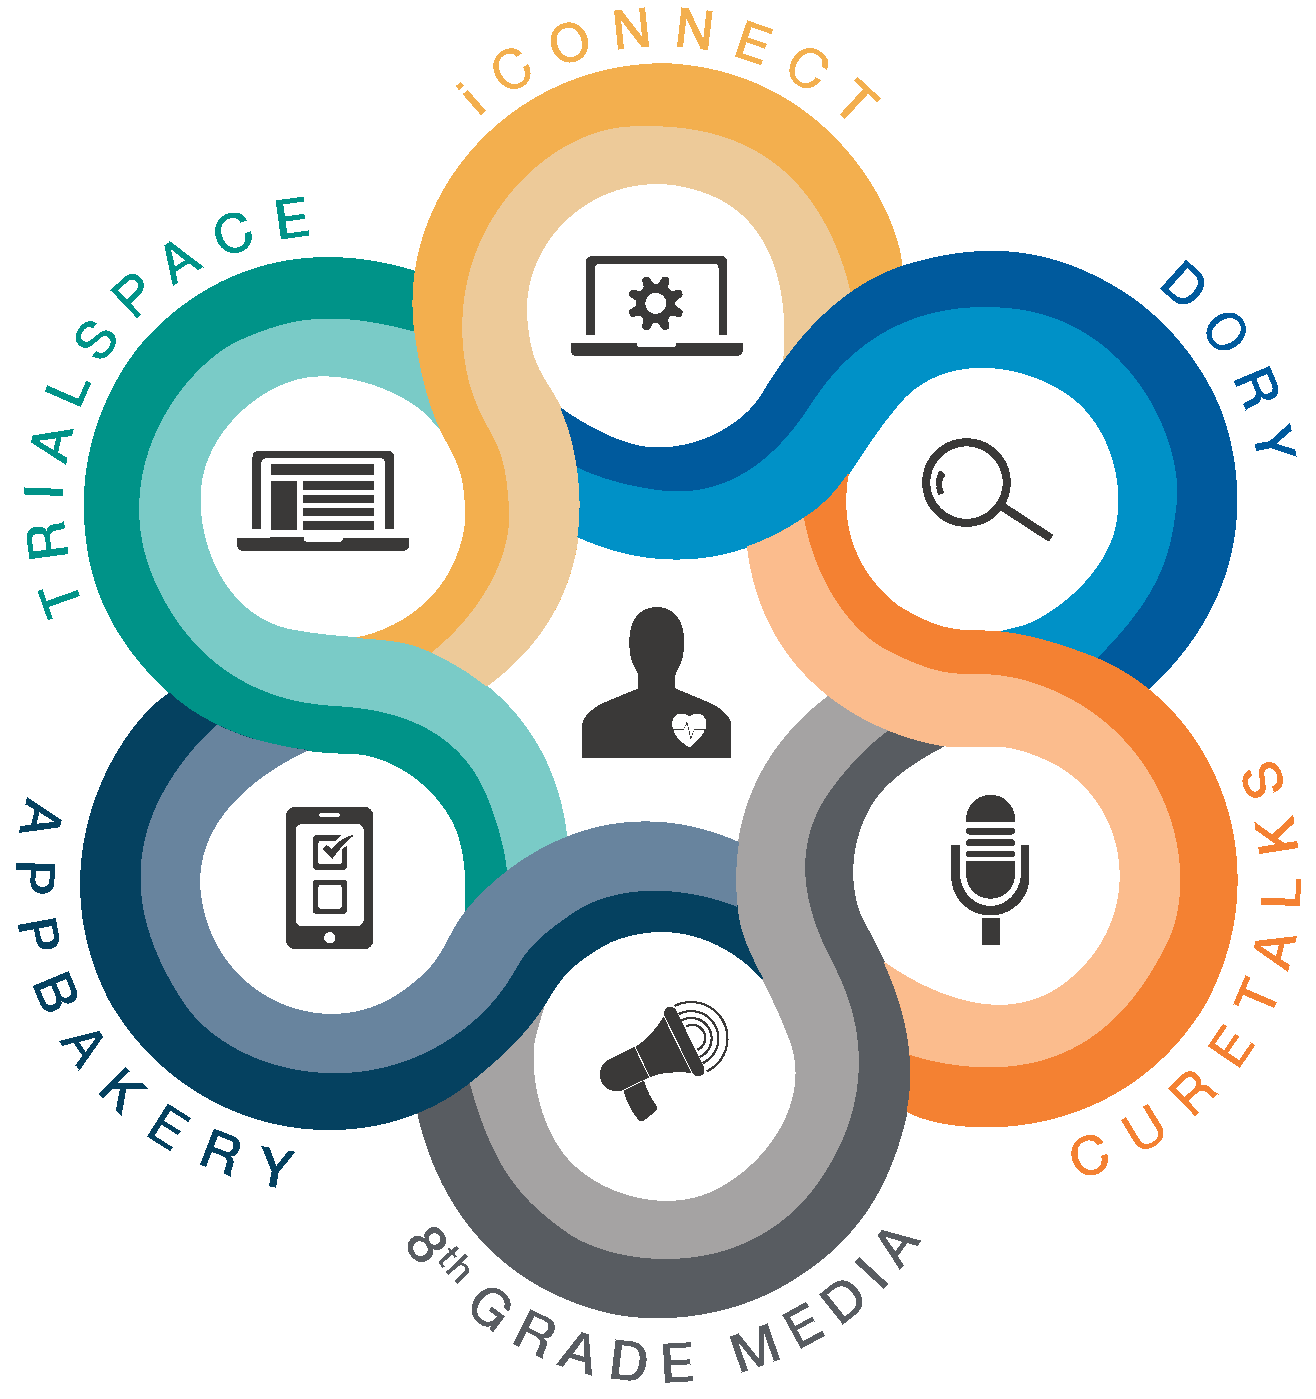 iCONNECT
DORY
CURETALKS
8th GRADE MEDIA
APPBAKERY
TRIALSPACE